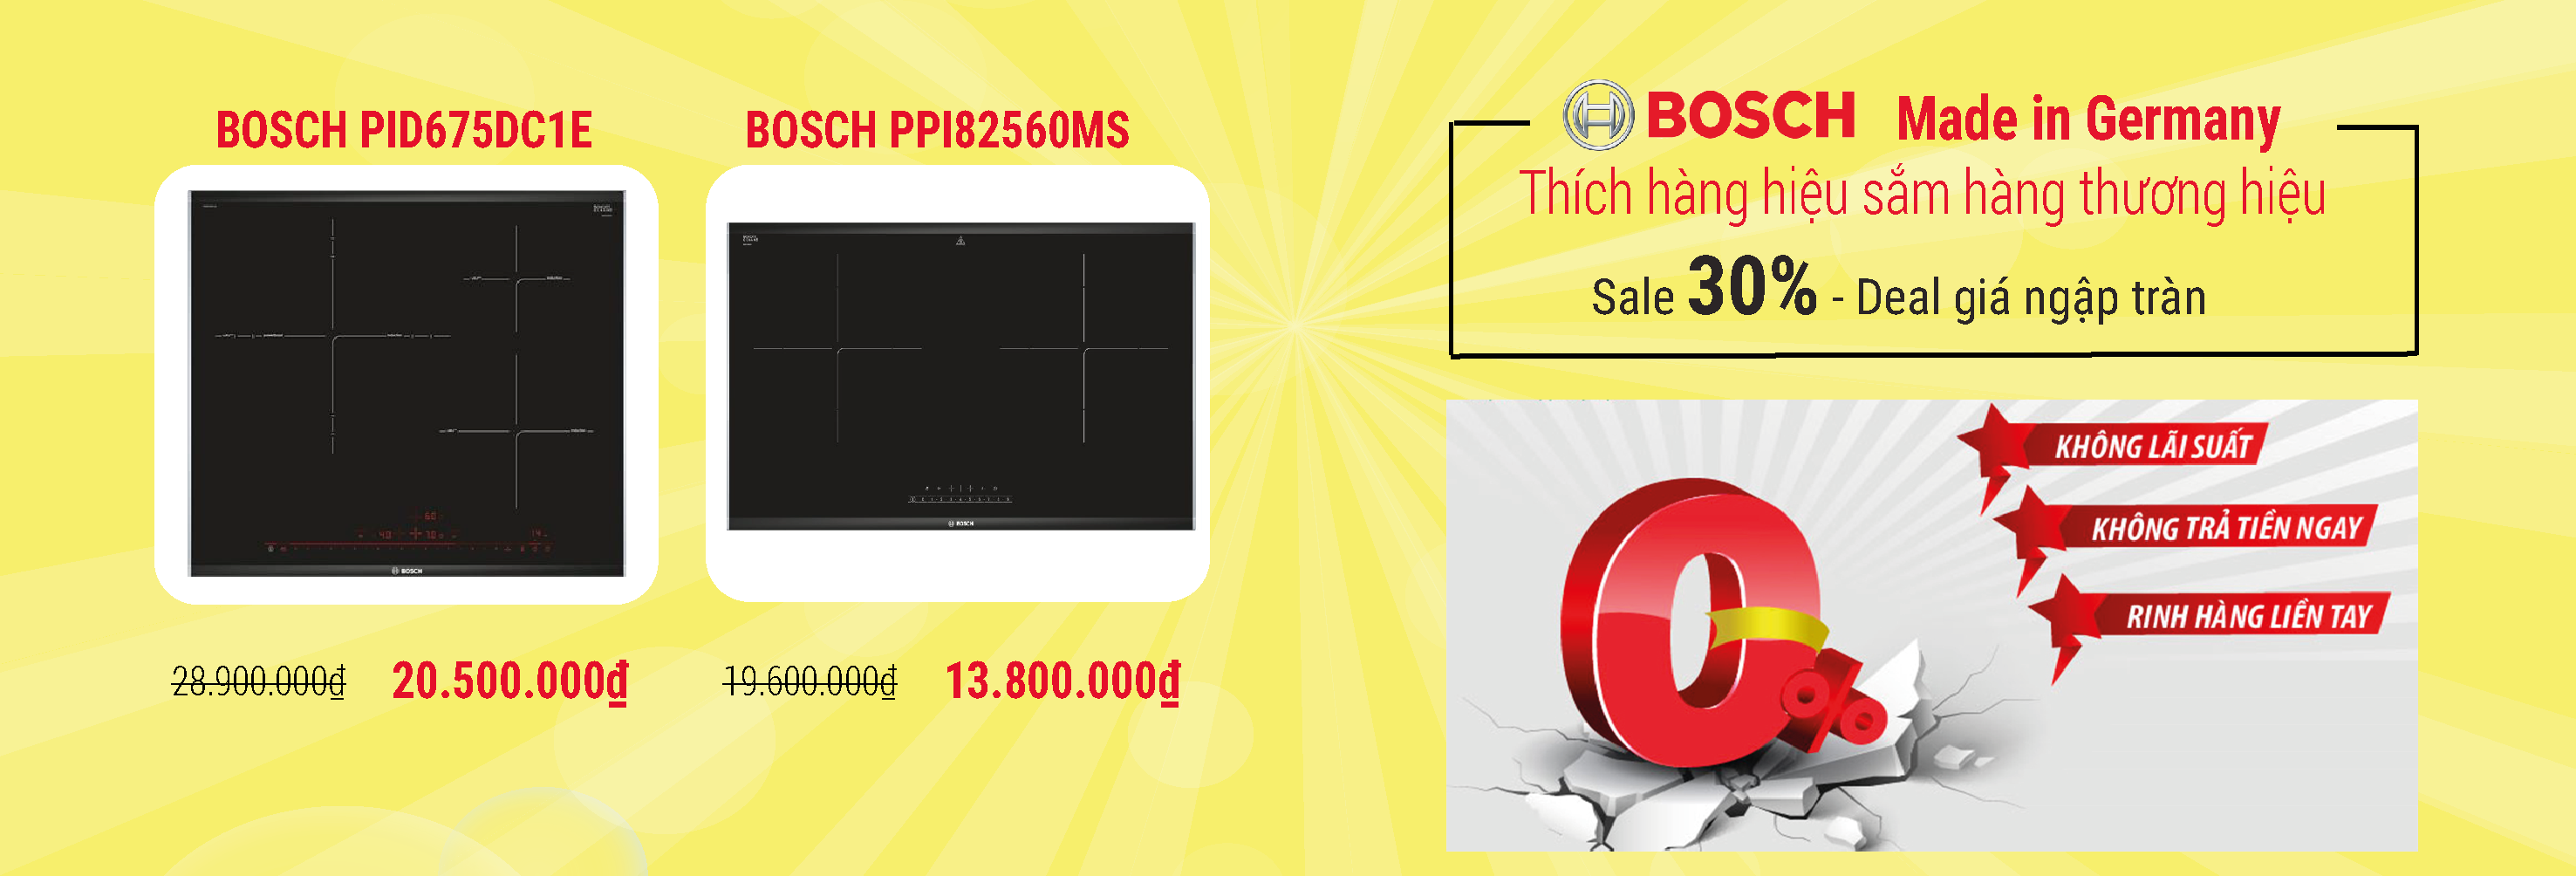 BOSCH PID675DC1E
BOSCH PPI82560MS
BOSCH
BOSCH
28.900.000₫ 20.500.000₫
19.600.000₫ 13.800.000₫
BOSCH Made in Germany
Thích hàng hiệu sắm hàng thương hiệu
Sale 30% - Deal giá ngập tràn
0%
KHÔNG LÃI SUẤT
KHÔNG TRẢ TIỀN NGAY
RINH HÀNG LIỀN TAY